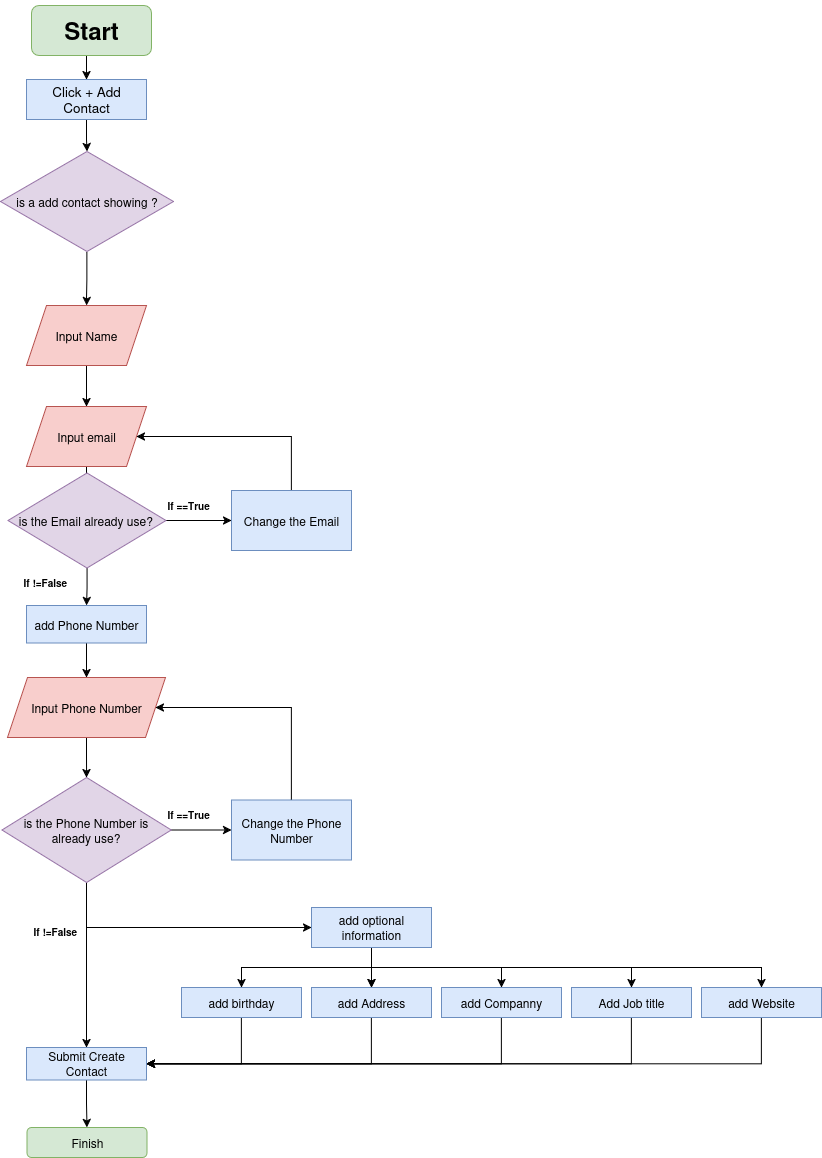 Start
Click + Add
Contact
is a add contact showing ?
Input Name
Input email
is the Email already use?
If ==True
Change the Email
If !=False
add Phone Number
Input Phone Number
is the Phone Number is
already use?
If ==True
Change the Phone
Number
If !=False
add optional
information
add birthday
add Address
add Companny
Add Job title
add Website
Submit Create
Contact
Finish